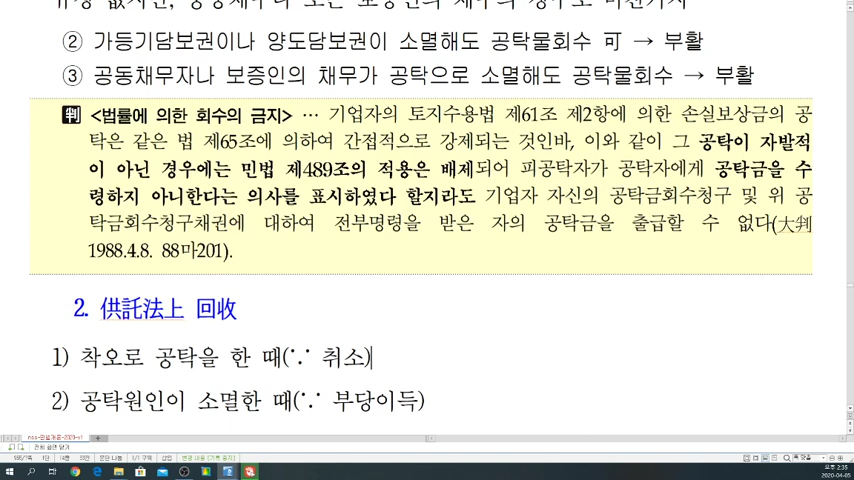 ② 가등기담보권이나 양도담보권이 소멸해도 공탁물회수 可 → 부활
③ 공동채무자나 보증인의 채무가 공탁으로 소멸해도 공탁물회수 → 부활
判 <법률에 의한 회수의 금지> … 기업자의 토지수용법 제61조 제2항에 의한 손실보상금의 공
탁은 같은 법 제65조에 의하여 간접적으로 강제되는 것인바, 이와 같이 그 공탁이 자발적
이 아닌 경우에는 민법 제489조의 적용은 배제되어 피공탁자가 공탁자에게 공탁금을 수
령하지 아니한다는 의사를 표시하였다 할지라도 기업자 자신의 공탁금회수청구 및 위 공
탁금회수청구채권에 대하여 전부명령을 받은 자의 공탁금을 출급할 수 없다(大判
1988.4.8. 88마201).
2. 供託法上 回收
1) 착오로 공탁을 한 때(∵ 취소)
2) 공탁원인이 소멸한 때(∵ 부당이득)
오후 2:35
2020-04-05